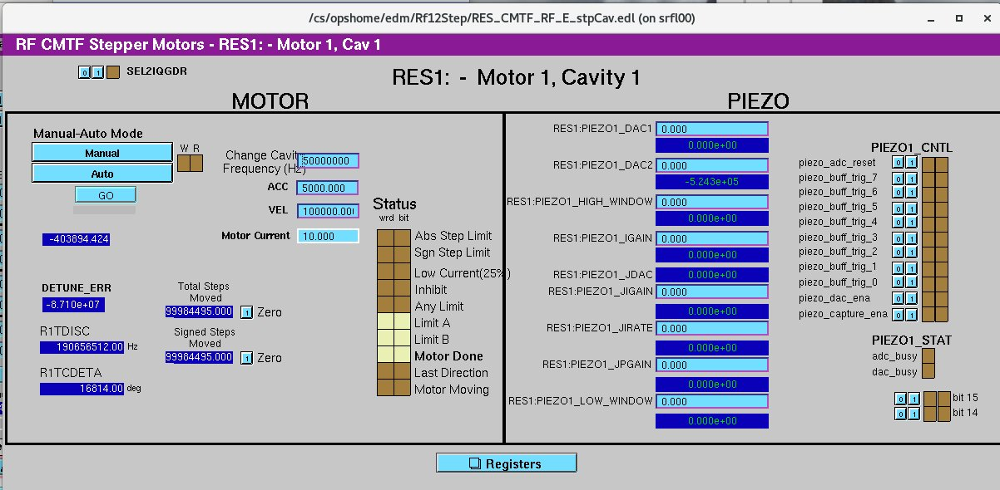 /cs/opshome/edm/Rf12Step/RES_CMTF_RF_E_stpCav.edl (on srfl00)
RF CMTF Stepper Motors - RES1: - Motor 1, Cav 1
0 1 SEL2IQGDR
RES1: - Motor 1, Cavity 1
MOTOR
PIEZO
Manual-Auto Mode
Manual
Auto
GO
W R
Change Cavity
Frequency (Hz)
50000000
ACC 5000.000
VEL 100000.00
Motor Current 10.000
-403894.424
DETUNE_ERR
-8.710e+07
R1TDISC
190656512.00 Hz
R1TCDETA
16814.00 deg
Total Steps
Moved
99984495.000 1 Zero
Signed Steps
Moved
99984495.000 1 Zero
Status
wrd bit
Abs Step Limit
Sgn Step Limit
Low Current(25%)
Inhibit
Any Limit
Limit A
Limit B
Motor Done
Last Direction
Motor Moving
RES1:PIEZO1_DAC1 0.000
0.000e+00
RES1:PIEZO1_DAC2 0.000
-5.243e+05
RES1:PIEZO1_HIGH_WINDOW 0.000
0.000e+00
RES1:PIEZO1_IGAIN 0.000
0.000e+00
RES1:PIEZO1_JDAC 0.000e+00
RES1:PIEZO1_JIGAIN 0.000
0.000e+00
RES1:PIEZO1_JIRATE 0.000
0.000e+00
RES1:PIEZO1_JPGAIN 0.000
0.000e+00
RES1:PIEZO1_LOW_WINDOW 0.000
0.000e+00
PIEZO1_CNTL
piezo_adc_reset 0 1
piezo_buff_trig_7 0 1
piezo_buff_trig_6 0 1
piezo_buff_trig_5 0 1
piezo_buff_trig_4 0 1
piezo_buff_trig_3 0 1
piezo_buff_trig_2 0 1
piezo_buff_trig_1 0 1
piezo_buff_trig_0 0 1
piezo_dac_ena 0 1
piezo_capture_ena 0 1
PIEZO1_STAT
adc_busy
dac_busy
0 1 bit 15
0 1 bit 14
Registers